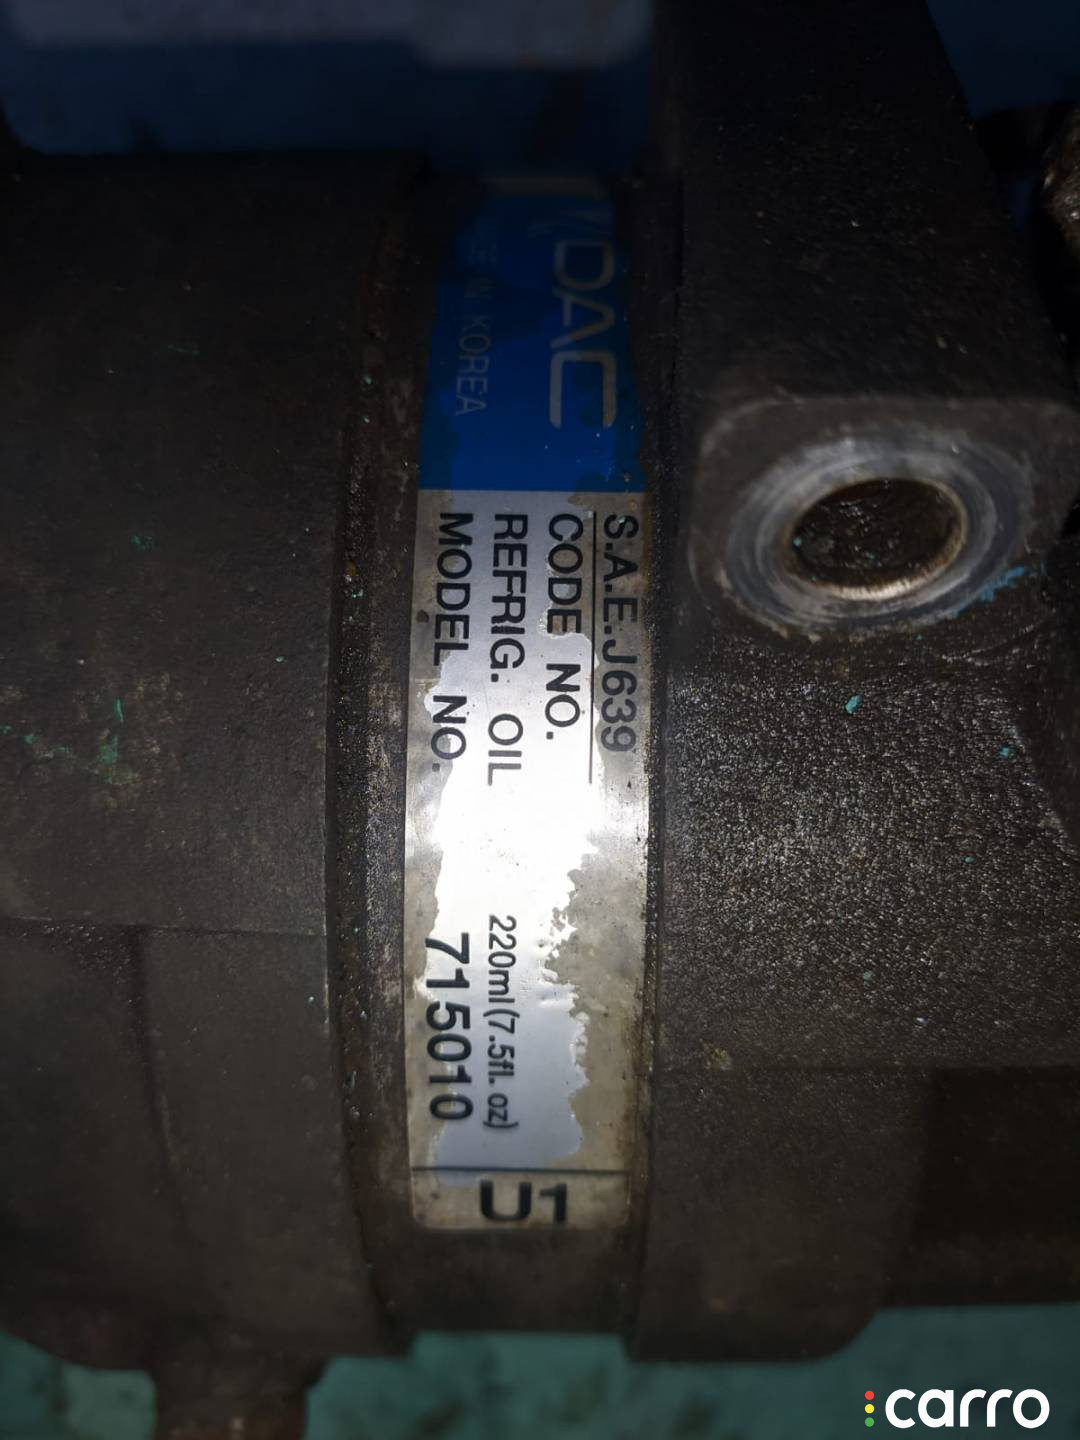 DAC
KOREA
S.A.E.J639
CODE NO.
REFRIG. OIL 220ml(7.5fl. oz)
MODEL NO. 715010
U1
carro